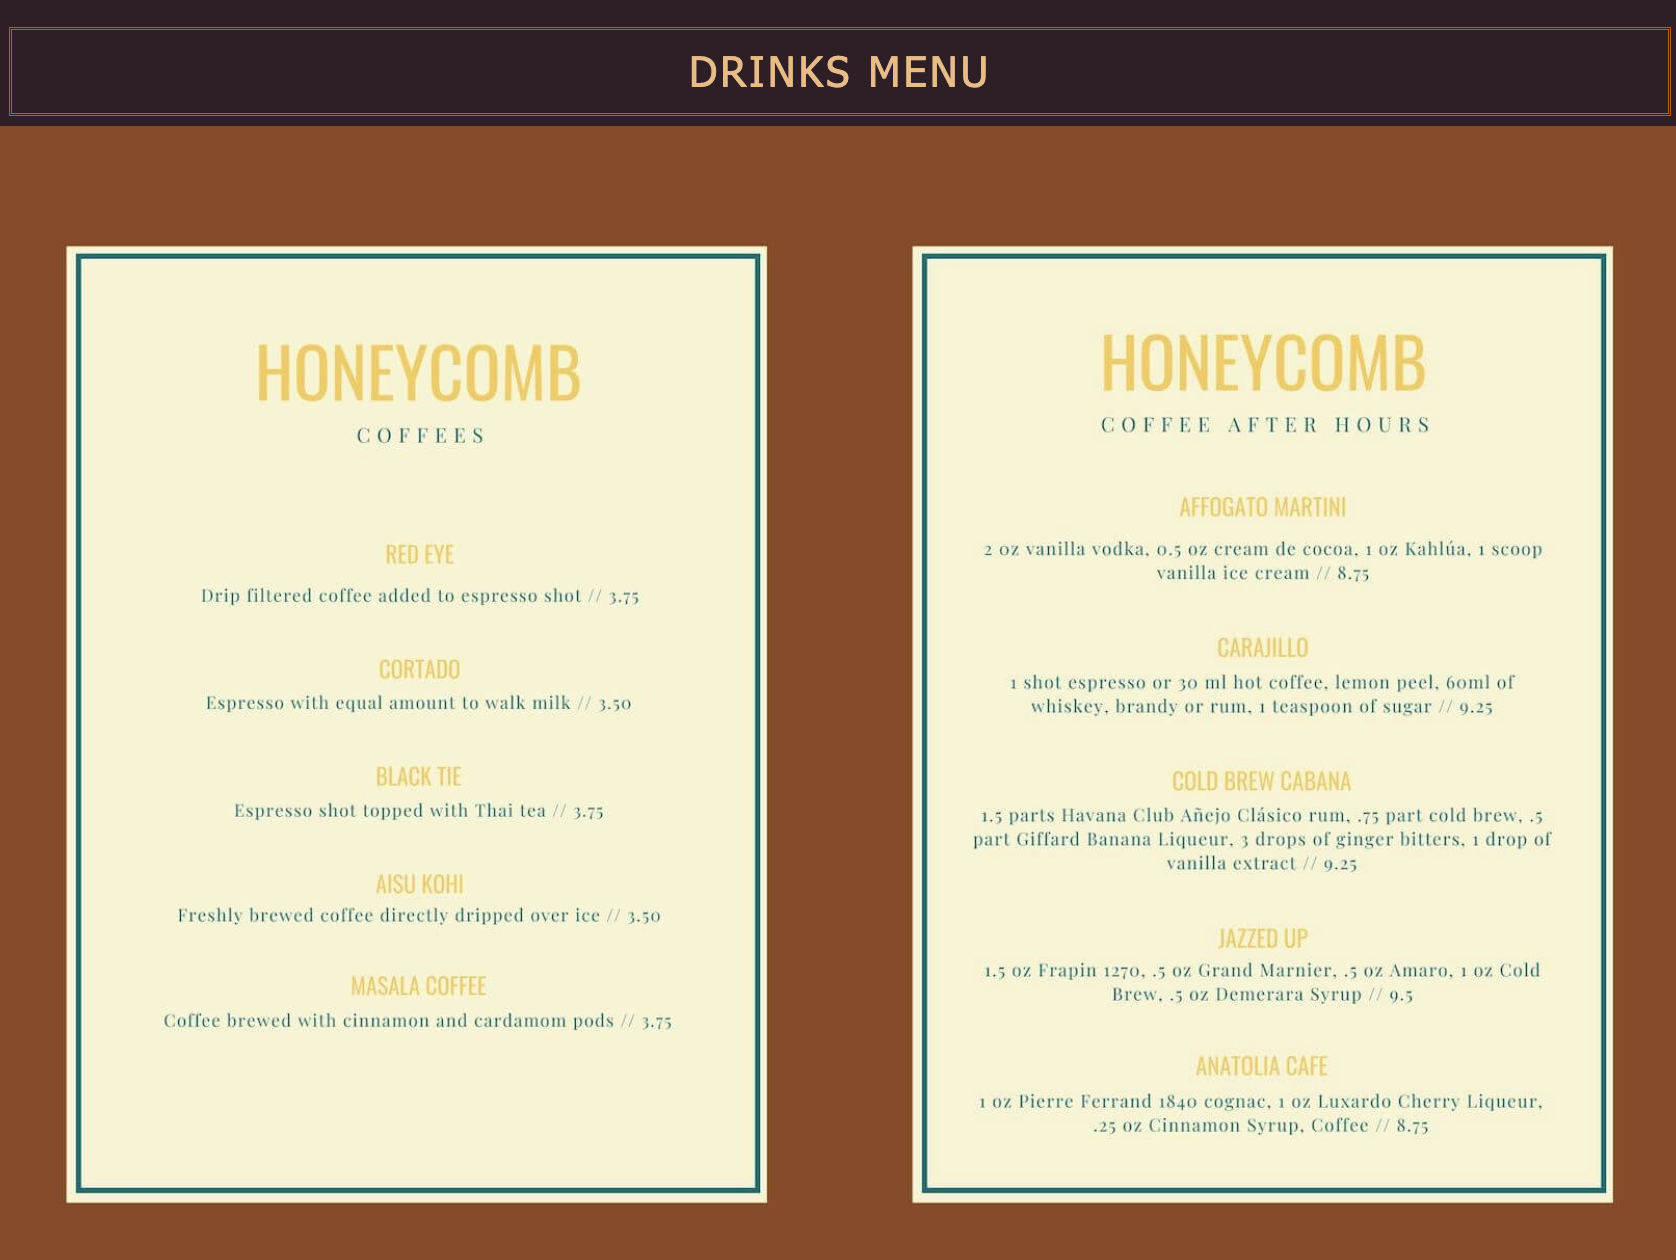 DRINKS MENU
HONEYCOMB
COFFEES
RED EYE
Drip filtered coffee added to espresso shot // 3.75
CORTADO
Espresso with equal amount to walk milk // 3.50
BLACK TIE
Espresso shot topped with Thai tea // 3.75
AISU KOHI
Freshly brewed coffee directly dripped over ice // 3.50
MASALA COFFEE
Coffee brewed with cinnamon and cardamom pods // 3.75
HONEYCOMB
COFFEE AFTER HOURS
AFFOGATO MARTINI
2 oz vanilla vodka, 0.5 oz cream de cocoa, 1 oz Kahlúa, 1 scoop
vanilla ice cream // 8.75
CARAJILLO
1 shot espresso or 30 ml hot coffee, lemon peel, 60ml of
whiskey, brandy or rum, 1 teaspoon of sugar // 9.25
COLD BREW CABANA
1.5 parts Havana Club Añejo Clásico rum, .75 part cold brew, .5
part Giffard Banana Liqueur, 3 drops of ginger bitters, 1 drop of
vanilla extract // 9.25
JAZZED UP
1.5 oz Frapin 1270, .5 oz Grand Marnier, .5 oz Amaro, 1 oz Cold
Brew, .5 oz Demerara Syrup // 9.5
ANATOLIA CAFE
1 oz Pierre Ferrand 1840 cognac, 1 oz Luxardo Cherry Liqueur,
.25 oz Cinnamon Syrup, Coffee // 8.75